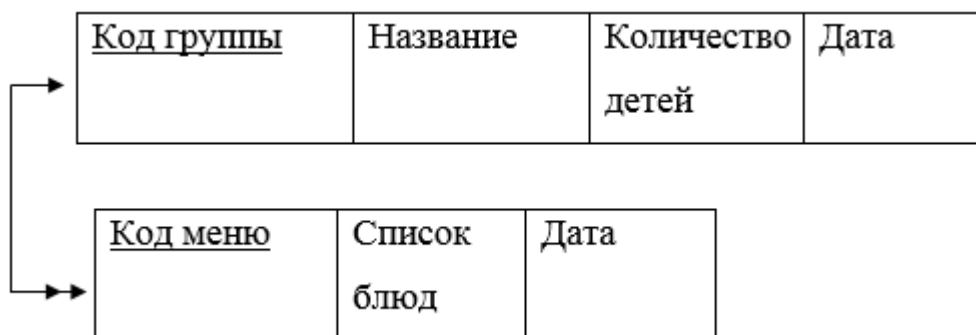 Код группы Название Количество Дата
детей
Код меню Список Дата
блюд